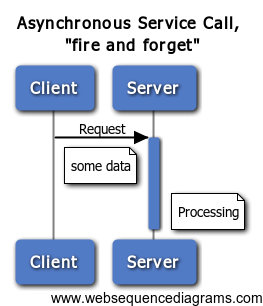 Asynchronous Service Call,
"fire and forget"
Client Server
Request
some data
Processing
Client Server
www.websequencediagrams.com